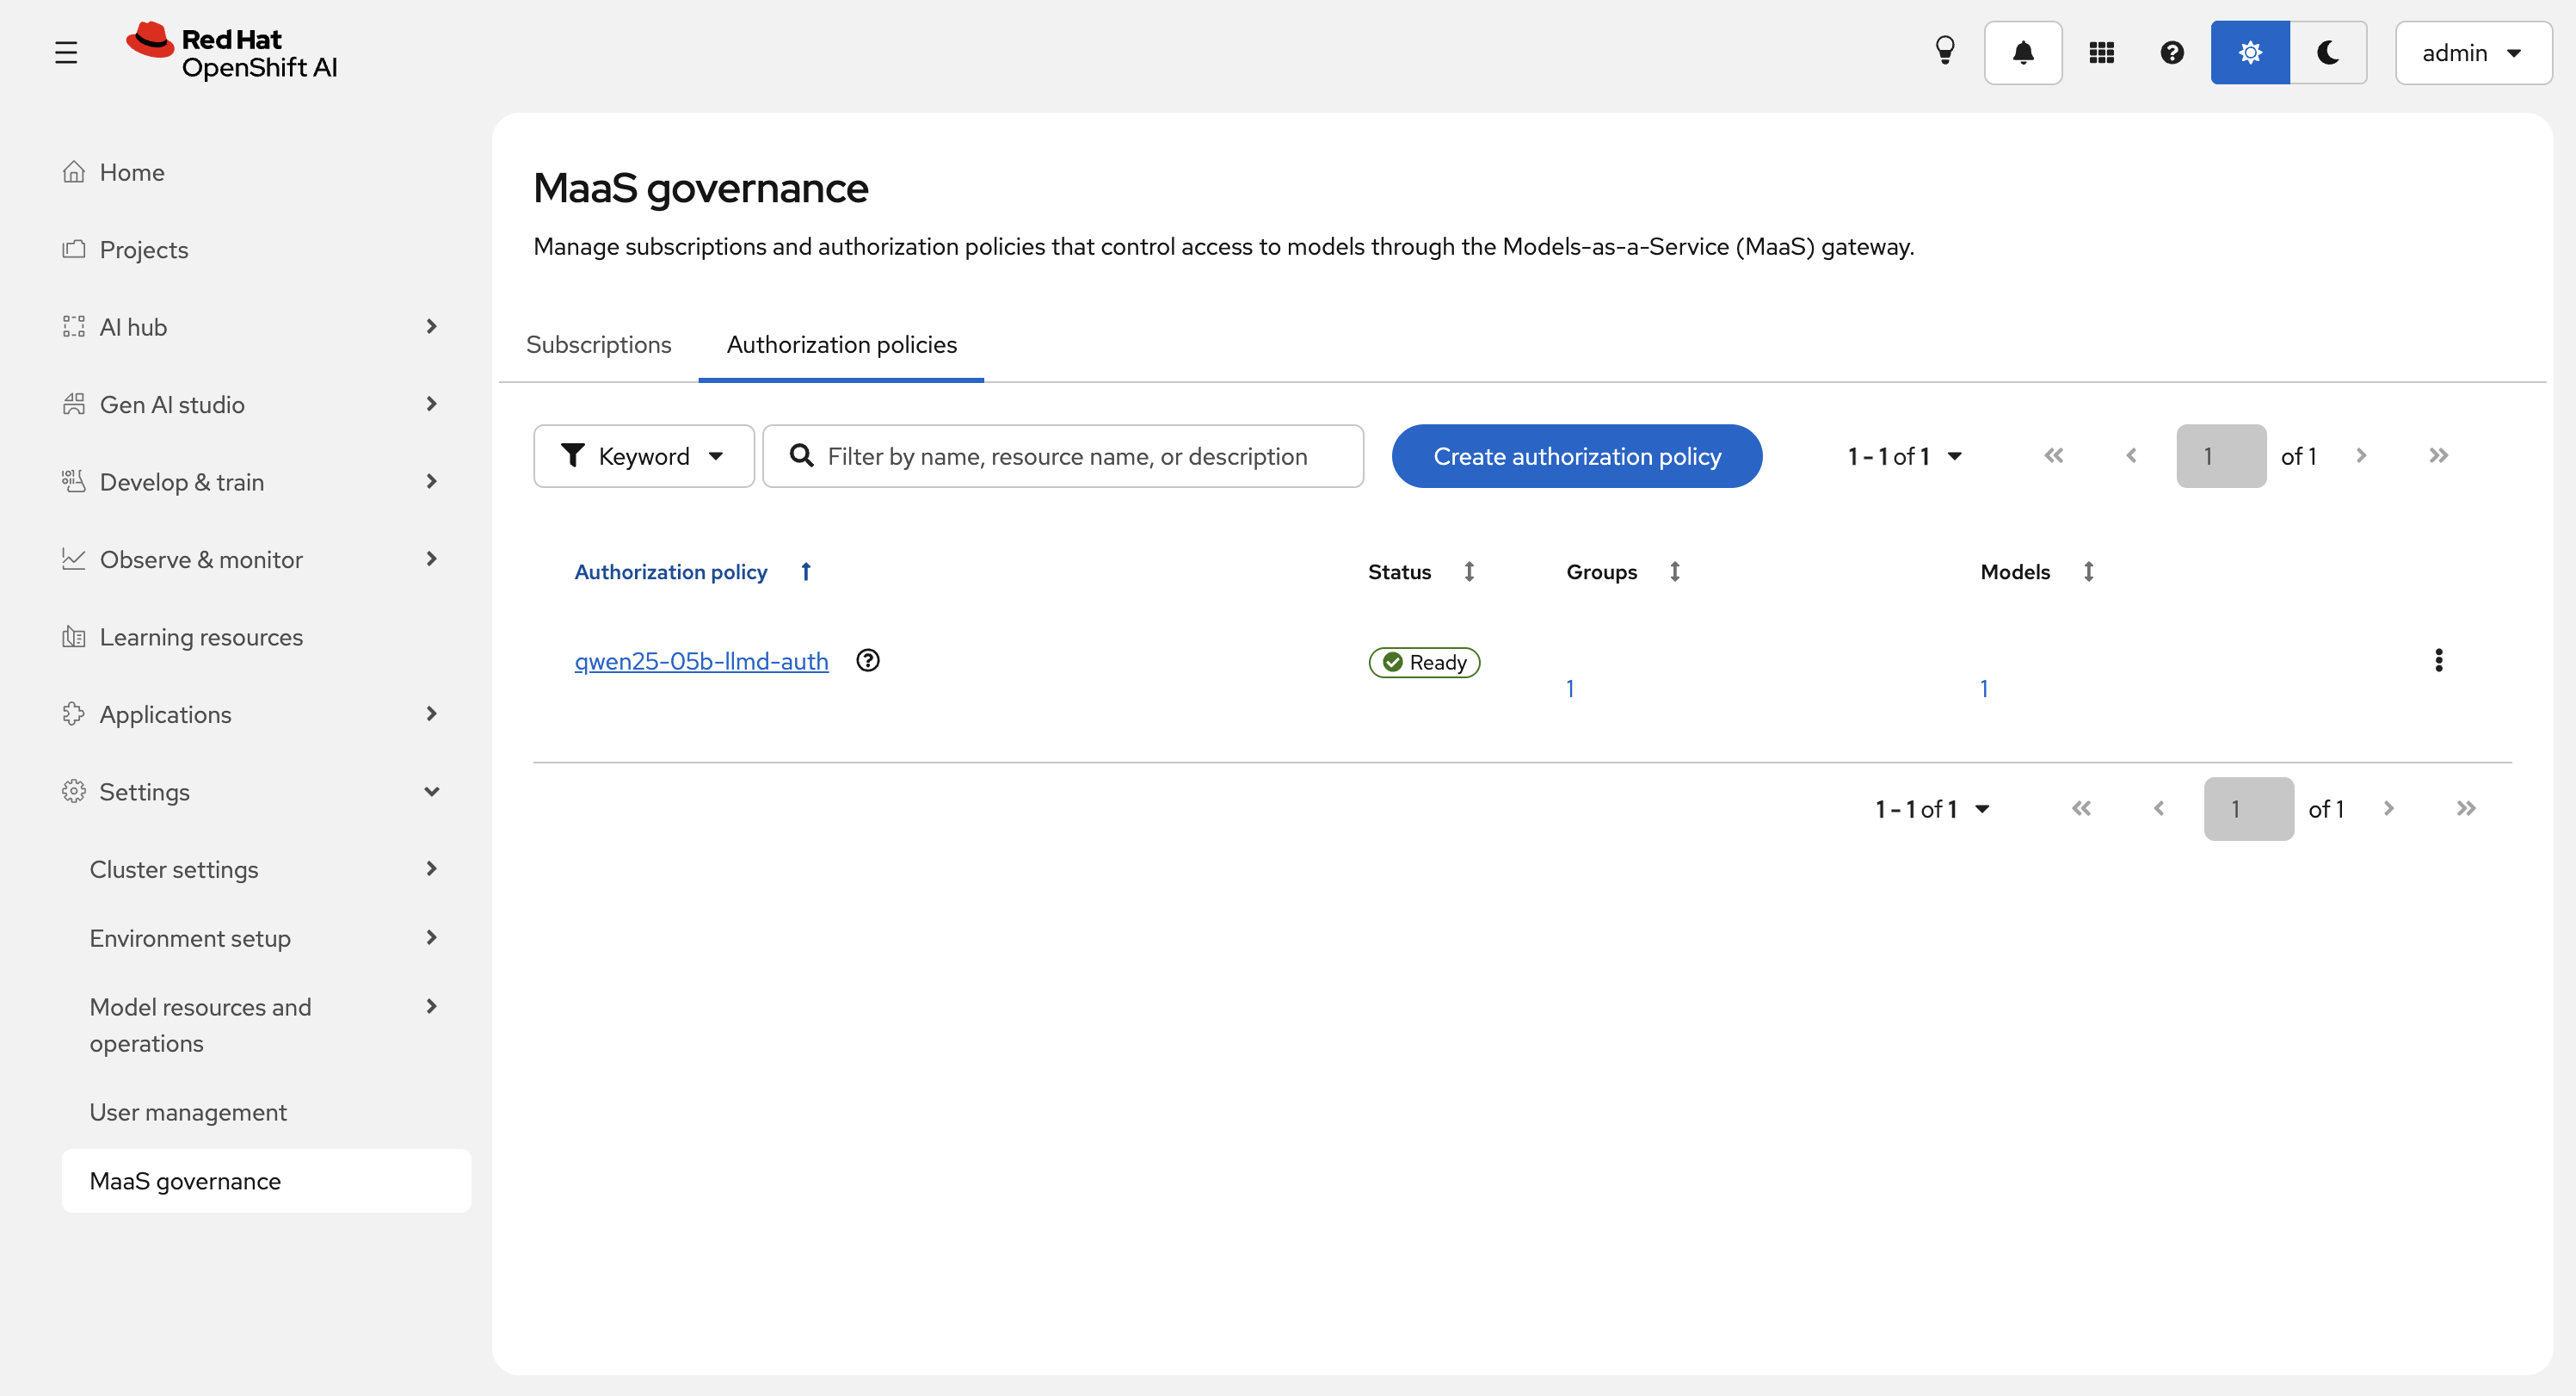 Red Hat
OpenShift AI
admin
Home
Projects
AI hub
Gen AI studio
Develop & train
Observe & monitor
Learning resources
Applications
Settings
Cluster settings
Environment setup
Model resources and
operations
User management
MaaS governance
MaaS governance
Manage subscriptions and authorization policies that control access to models through the Models-as-a-Service (MaaS) gateway.
Subscriptions
Authorization policies
Keyword
Filter by name, resource name, or description
Create authorization policy
1 - 1 of 1
1
of 1
Authorization policy
Status
Groups
Models
qwen25-05b-llmd-auth
Ready
1
1
1 - 1 of 1
1
of 1